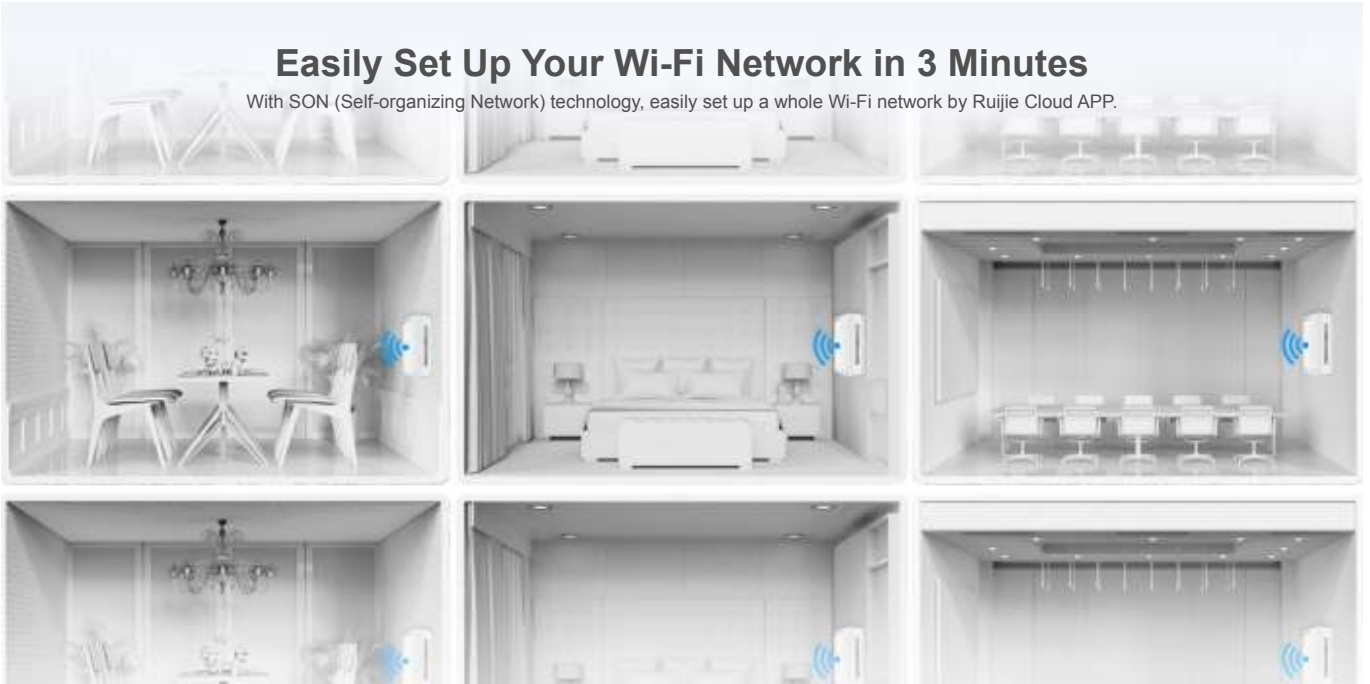 Easily Set Up Your Wi-Fi Network in 3 Minutes
With SON (Self-organizing Network) technology, easily set up a whole Wi-Fi network by Ruijie Cloud APP.